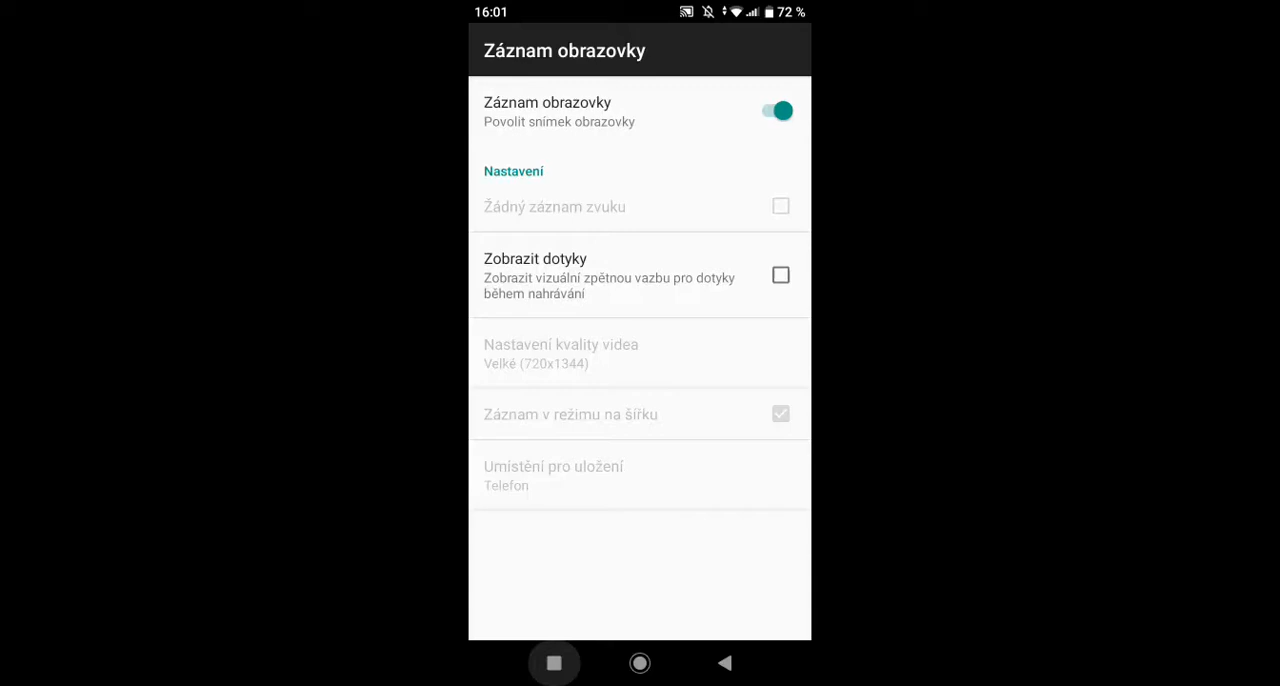 16:01
72 %
Záznam obrazovky
Záznam obrazovky
Povolit snímek obrazovky
Nastavení
Žádný záznam zvuku
Zobrazit dotyky
Zobrazit vizuální zpětnou vazbu pro dotyky
během nahrávání
Nastavení kvality videa
Velké (720x1344)
Záznam v režimu na šířku
Umístění pro uložení
Telefon